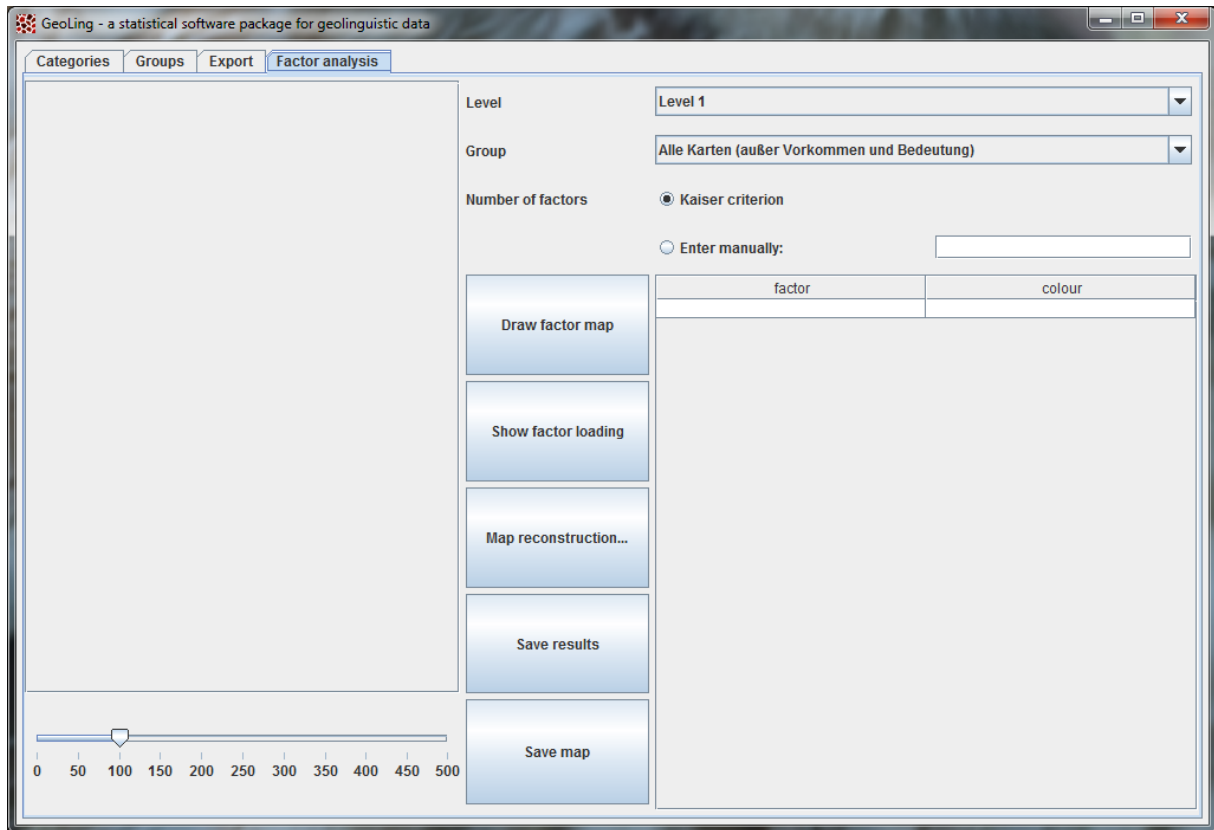 GeoLing - a statistical software package for geolinguistic data
Categories Groups Export Factor analysis
Level Level 1
Group Alle Karten (außer Vorkommen und Bedeutung)
Number of factors Kaiser criterion
Enter manually:
factor colour
Draw factor map
Show factor loading
Map reconstruction...
Save results
Save map
0 50 100 150 200 250 300 350 400 450 500